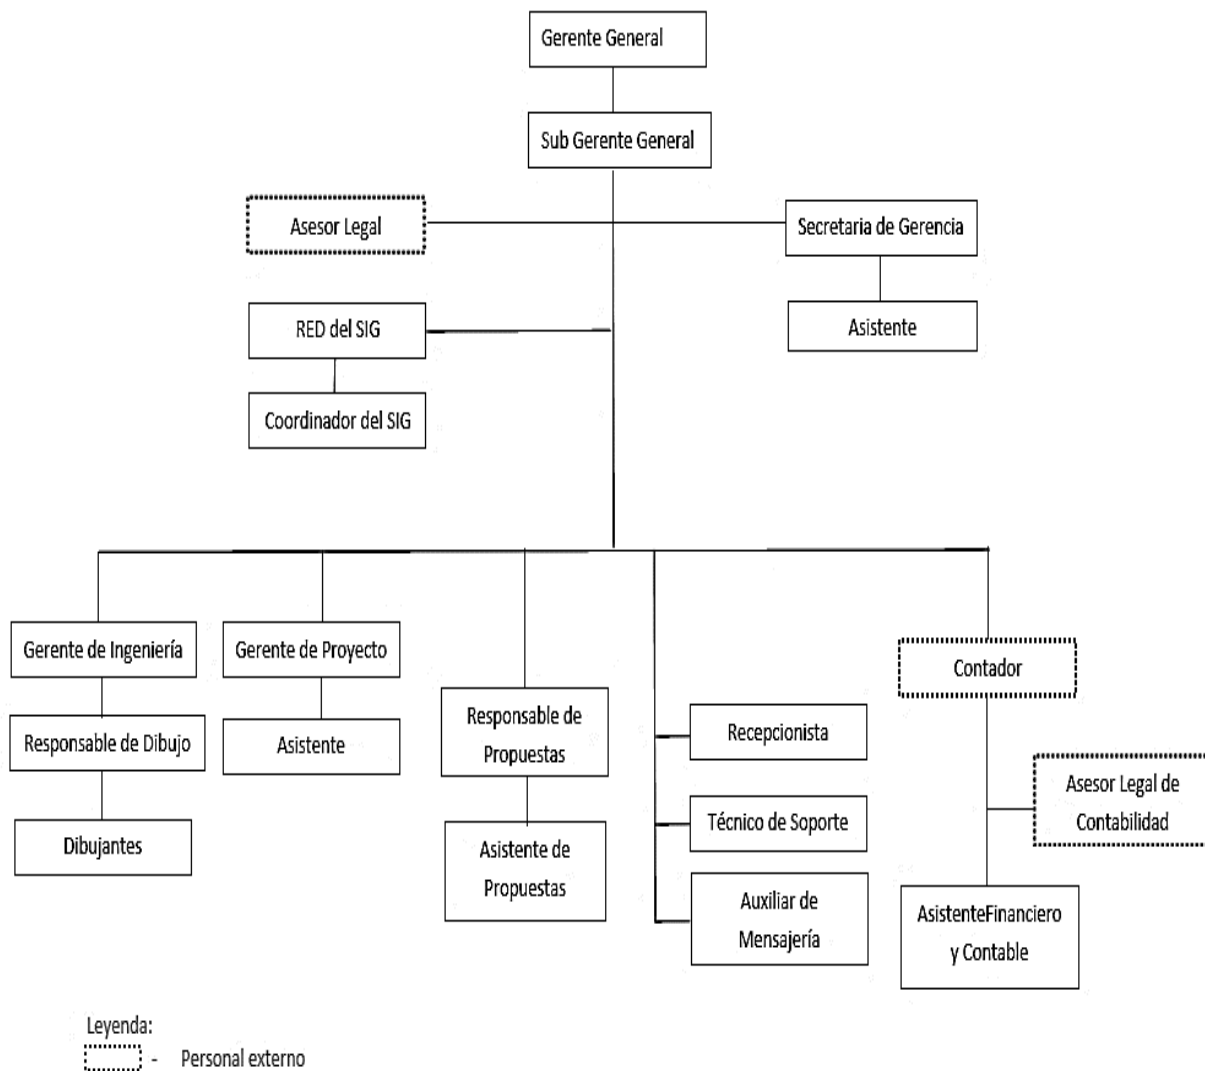 Gerente General
Sub Gerente General
Asesor Legal
Secretaria de Gerencia
RED del SIG
Asistente
Coordinador del SIG
Gerente de Ingeniería
Gerente de Proyecto
Contador
Responsable de Dibujo
Asistente
Responsable de
Propuestas
Recepcionista
Asesor Legal de
Contabilidad
Técnico de Soporte
Dibujantes
Asistente de
Propuestas
Auxiliar de
Mensajería
AsistenteFinanciero
y Contable
Leyenda:
- Personal externo